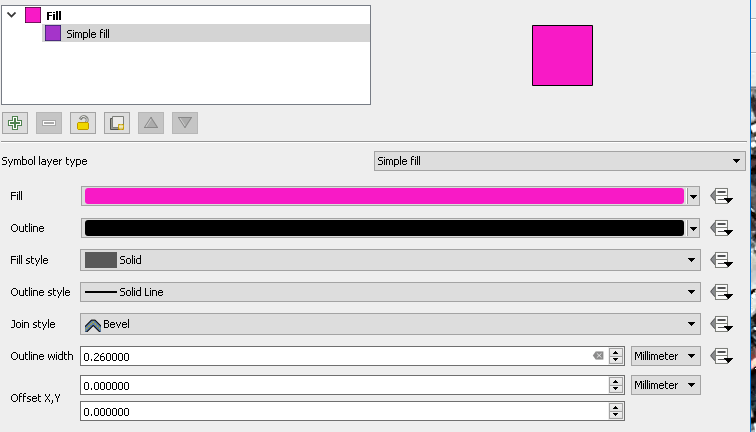 Fill
Simple fill
Symbol layer type
Simple fill
Fill
Outline
Fill style
Solid
Outline style
Solid Line
Join style
Bevel
Outline width
0.260000
Millimeter
Offset X,Y
0.000000
Millimeter
0.000000